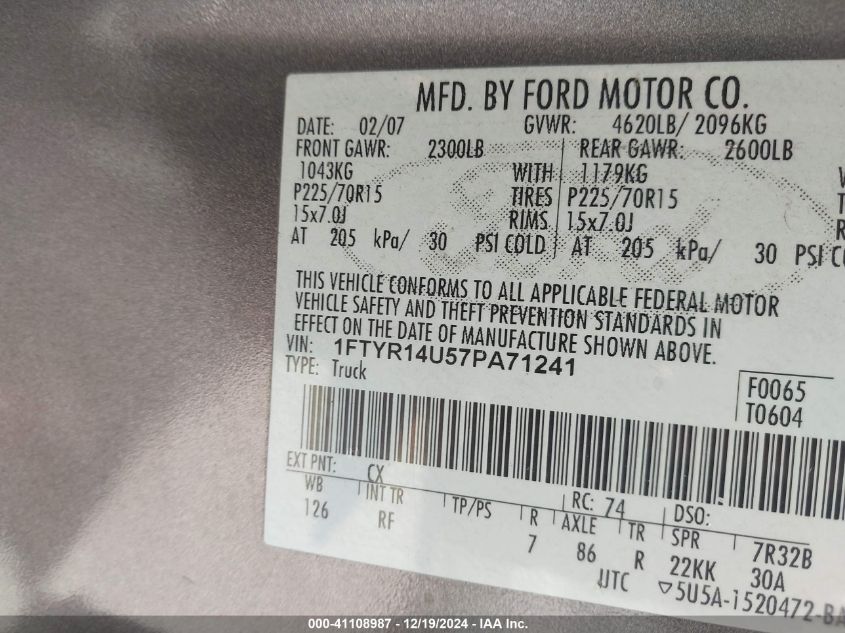 MFD. BY FORD MOTOR CO.
DATE: 02/07 GVWR: 4620LB/ 2096KG
FRONT GAWR: 2300LB REAR GAWR: 2600LB
1043KG WITH 1179KG
P225/70R15 TIRES P225/70R15
15x7.0J RIMS 15x7.0J
AT 205 kPa/ 30 PSI COLD AT 205 kPa/ 30 PSI CO
THIS VEHICLE CONFORMS TO ALL APPLICABLE FEDERAL MOTOR
VEHICLE SAFETY AND THEFT PREVENTION STANDARDS IN
EFFECT ON THE DATE OF MANUFACTURE SHOWN ABOVE.
VIN: 1FTYR14U57PA71241
TYPE: Truck
F0065
T0604
EXT PNT: CX RC: 74 DSO:
WB INT TR TP/PS R AXLE TR SPR 7R32B
126 RF 7 86 R 22KK 30A
UTC ▽5U5A-1520472-BA
000-41108987 - 12/19/2024 - IAA Inc.